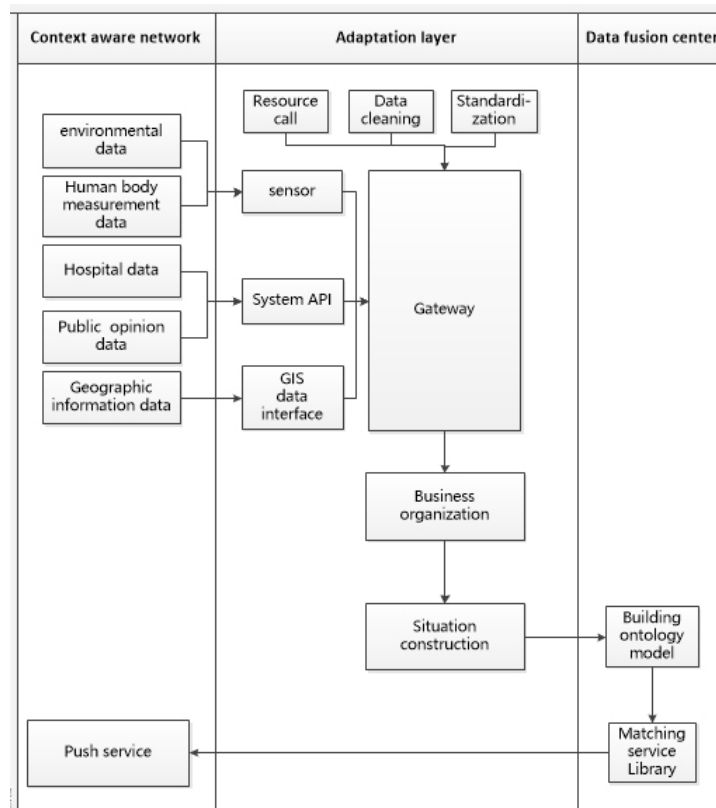 Context aware network
Adaptation layer
Data fusion center
Resource
call
Data
cleaning
Standardi-
zation
environmental
data
Human body
measurement
data
sensor
Hospital data
System API
Gateway
Public opinion
data
Geographic
information data
GIS
data
interface
Business
organization
Situation
construction
Building
ontology
model
Push service
Matching
service
Library